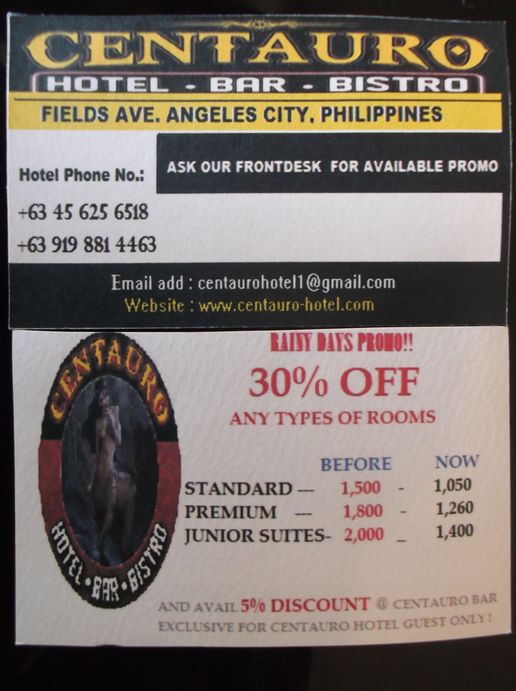 CENTAURO
HOTEL • BAR • BISTRO
FIELDS AVE. ANGELES CITY, PHILIPPINES
Hotel Phone No.:
ASK OUR FRONTDESK FOR AVAILABLE PROMO
+63 45 625 6518
+63 919 881 4463
Email add : centaurohotel1@gmail.com
Website : www.centauro-hotel.com
CENTAURO
HOTEL • BAR • BISTRO
RAINY DAYS PROMO!!
30% OFF
ANY TYPES OF ROOMS
BEFORE NOW
STANDARD --- 1,500 - 1,050
PREMIUM --- 1,800 - 1,260
JUNIOR SUITES- 2,000 _ 1,400
AND AVAIL 5% DISCOUNT @ CENTAURO BAR
EXCLUSIVE FOR CENTAURO HOTEL GUEST ONLY !